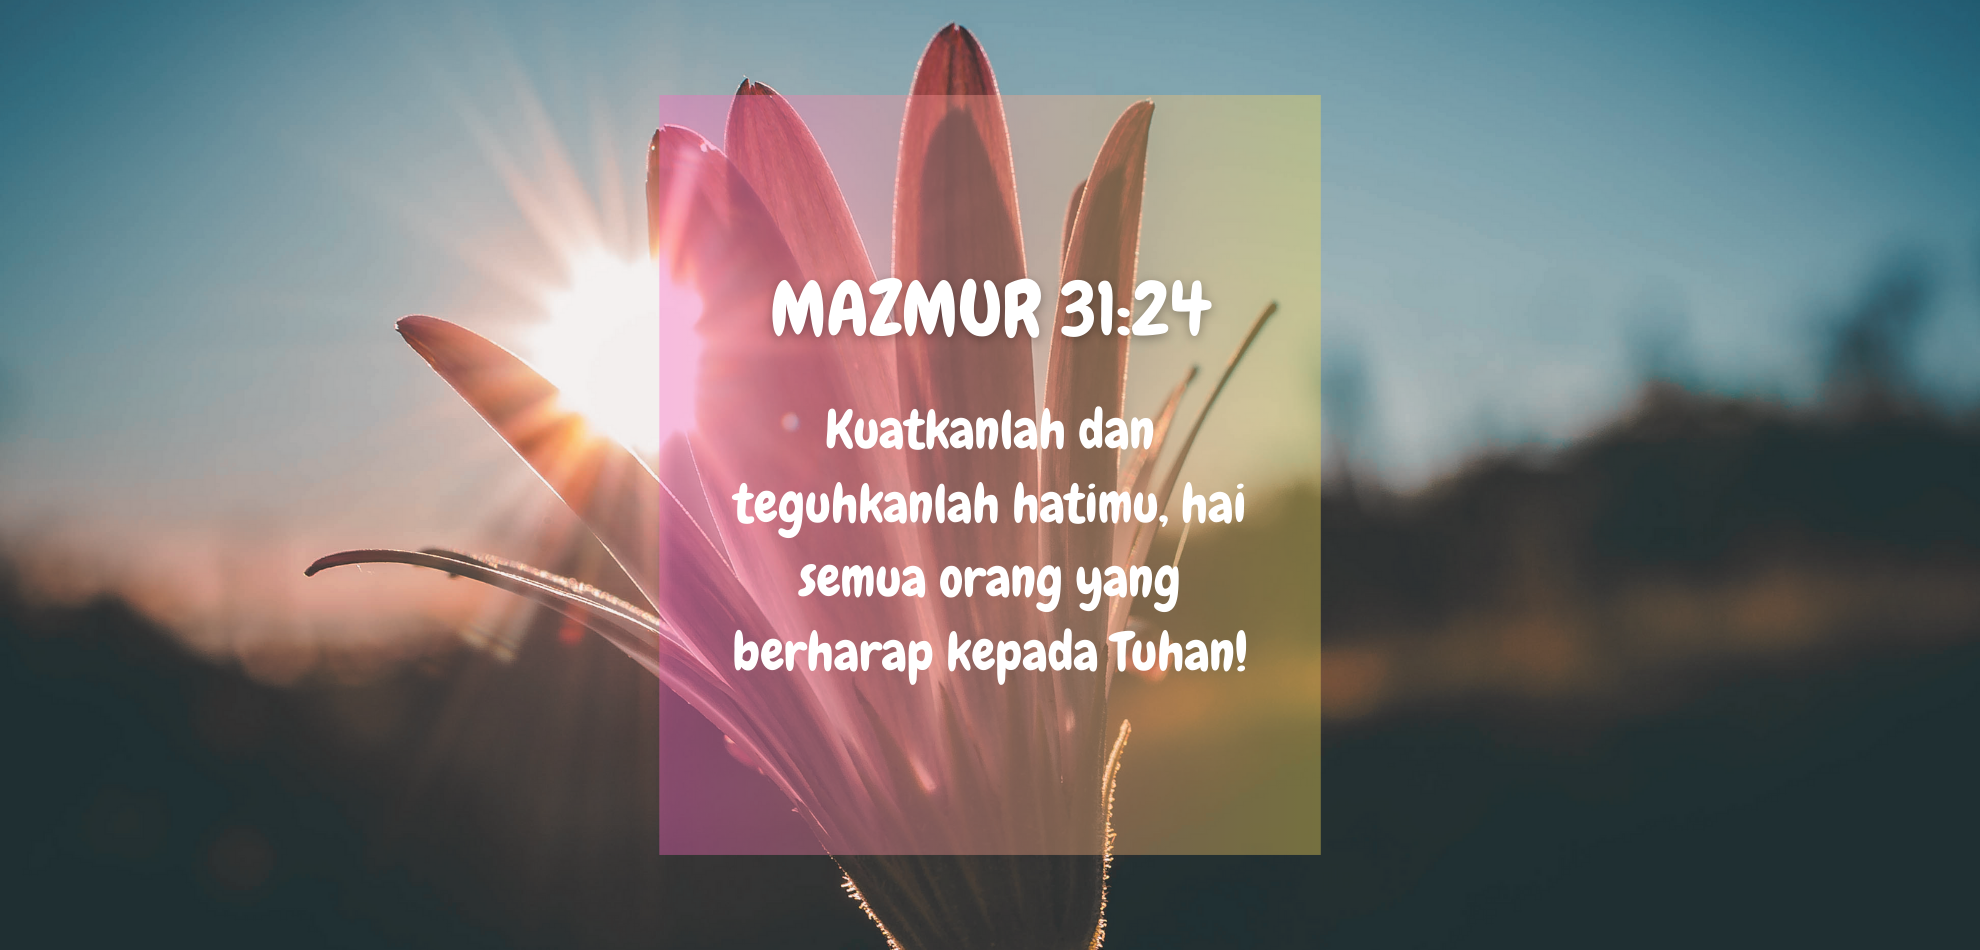 MAZMUR 31:24
Kuatkanlah dan
teguhkanlah hatimu, hai
semua orang yang
berharap kepada Tuhan!